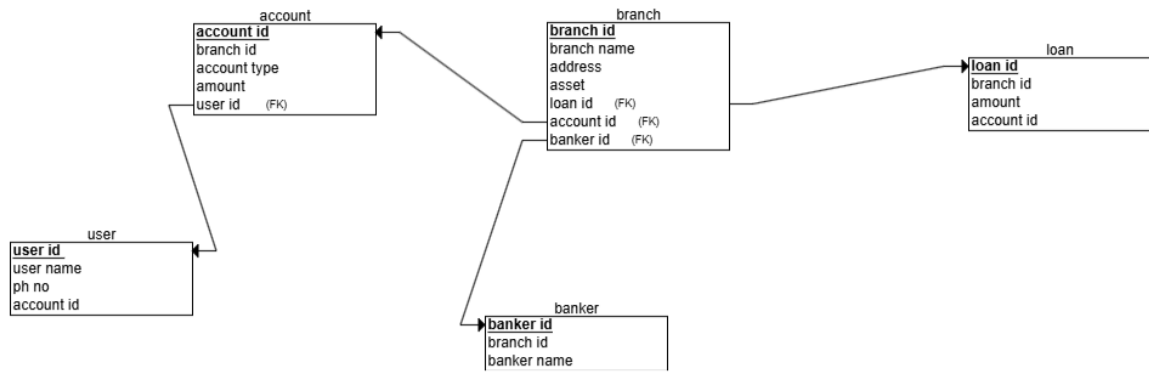 account
account id
branch id
account type
amount
user id (FK)
branch
branch id
branch name
address
asset
loan id (FK)
account id (FK)
banker id (FK)
loan
loan id
branch id
amount
account id
user
user id
user name
ph no
account id
banker
banker id
branch id
banker name